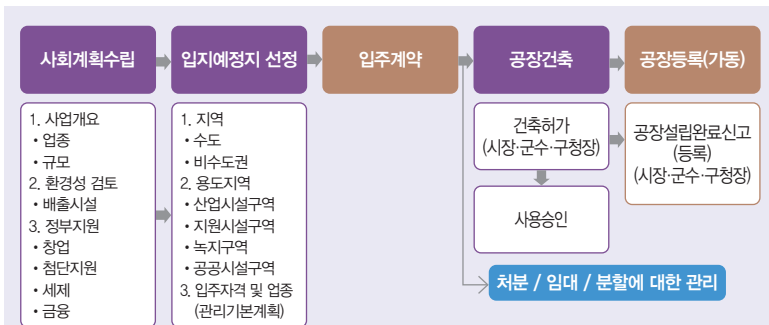 사회계획수립
입지예정지 선정
입주계약
공장건축
공장등록(가동)
1. 사업개요
• 업종
• 규모
2. 환경성 검토
• 배출시설
3. 정부지원
• 창업
• 첨단지원
• 세제
• 금융
1. 지역
• 수도
• 비수도권
2. 용도지역
• 산업시설구역
• 지원시설구역
• 녹지구역
• 공공시설구역
3. 입주자격 및 업종
(관리기본계획)
건축허가
(시장·군수·구청장)
사용승인
공장설립완료신고
(등록)
(시장·군수·구청장)
처분 / 임대 / 분할에 대한 관리